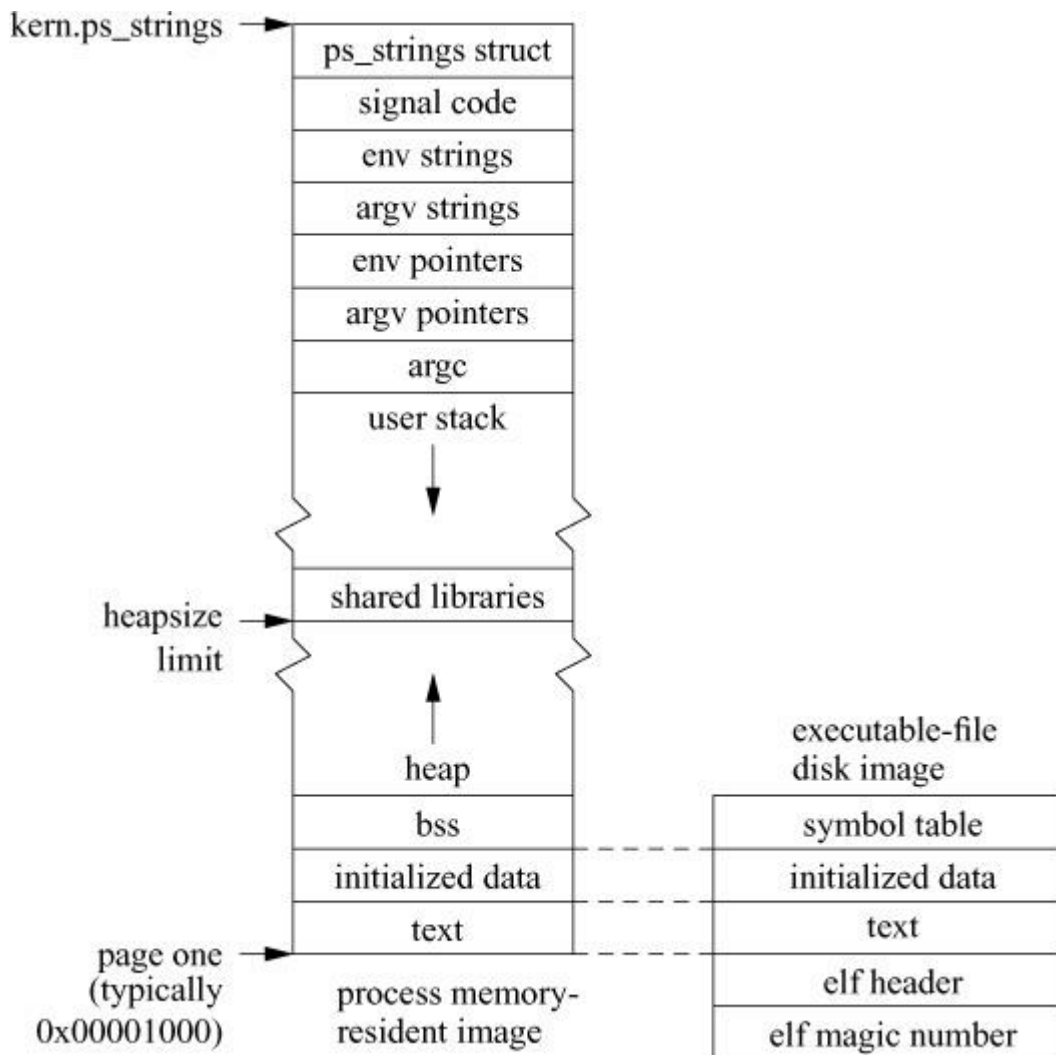 kern.ps_strings
ps_strings struct
signal code
env strings
argv strings
env pointers
argv pointers
argc
user stack
shared libraries
heapsize
limit
heap
bss
initialized data
text
page one
(typically
0x00001000)
process memory-
resident image
executable-file
disk image
symbol table
initialized data
text
elf header
elf magic number